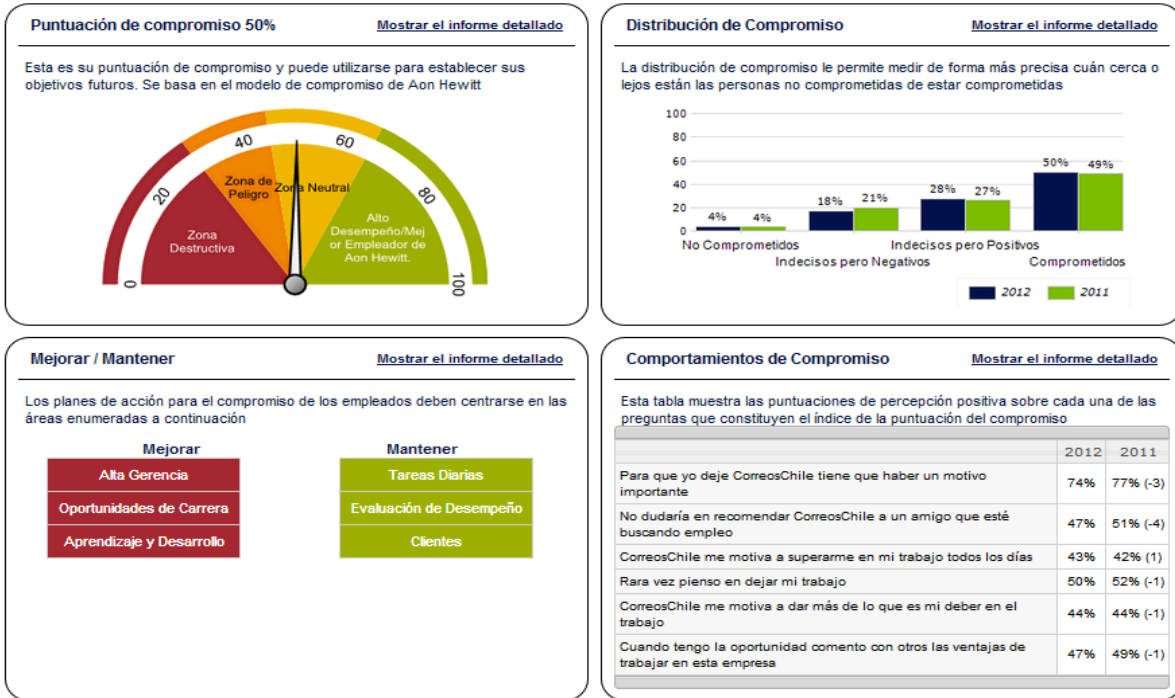 Puntuación de compromiso 50%
Mostrar el informe detallado
Esta es su puntuación de compromiso y puede utilizarse para establecer sus
objetivos futuros. Se basa en el modelo de compromiso de Aon Hewitt
0
20
40
60
80
100
Zona
Destructiva
Zona de
Peligro
Zona Neutral
Alto
Desempeño/Mej
or Empleador de
Aon Hewitt.
Distribución de Compromiso
Mostrar el informe detallado
La distribución de compromiso le permite medir de forma más precisa cuán cerca o
lejos están las personas no comprometidas de estar comprometidas
100
80
60
40
20
0
4% 4%
18% 21%
28% 27%
50% 49%
No Comprometidos
Indecisos pero Negativos
Indecisos pero Positivos
Comprometidos
2012 2011
Mejorar / Mantener
Mostrar el informe detallado
Los planes de acción para el compromiso de los empleados deben centrarse en las
áreas enumeradas a continuación
Mejorar
Alta Gerencia
Oportunidades de Carrera
Aprendizaje y Desarrollo
Mantener
Tareas Diarias
Evaluación de Desempeño
Clientes
Comportamientos de Compromiso
Mostrar el informe detallado
Esta tabla muestra las puntuaciones de percepción positiva sobre cada una de las
preguntas que constituyen el índice de la puntuación del compromiso
2012 2011
Para que yo deje CorreosChile tiene que haber un motivo
importante
74% 77% (-3)
No dudaría en recomendar CorreosChile a un amigo que esté
buscando empleo
47% 51% (-4)
CorreosChile me motiva a superarme en mi trabajo todos los días
43% 42% (1)
Rara vez pienso en dejar mi trabajo
50% 52% (-1)
CorreosChile me motiva a dar más de lo que es mi deber en el
trabajo
44% 44% (-1)
Cuando tengo la oportunidad comento con otros las ventajas de
trabajar en esta empresa
47% 49% (-1)